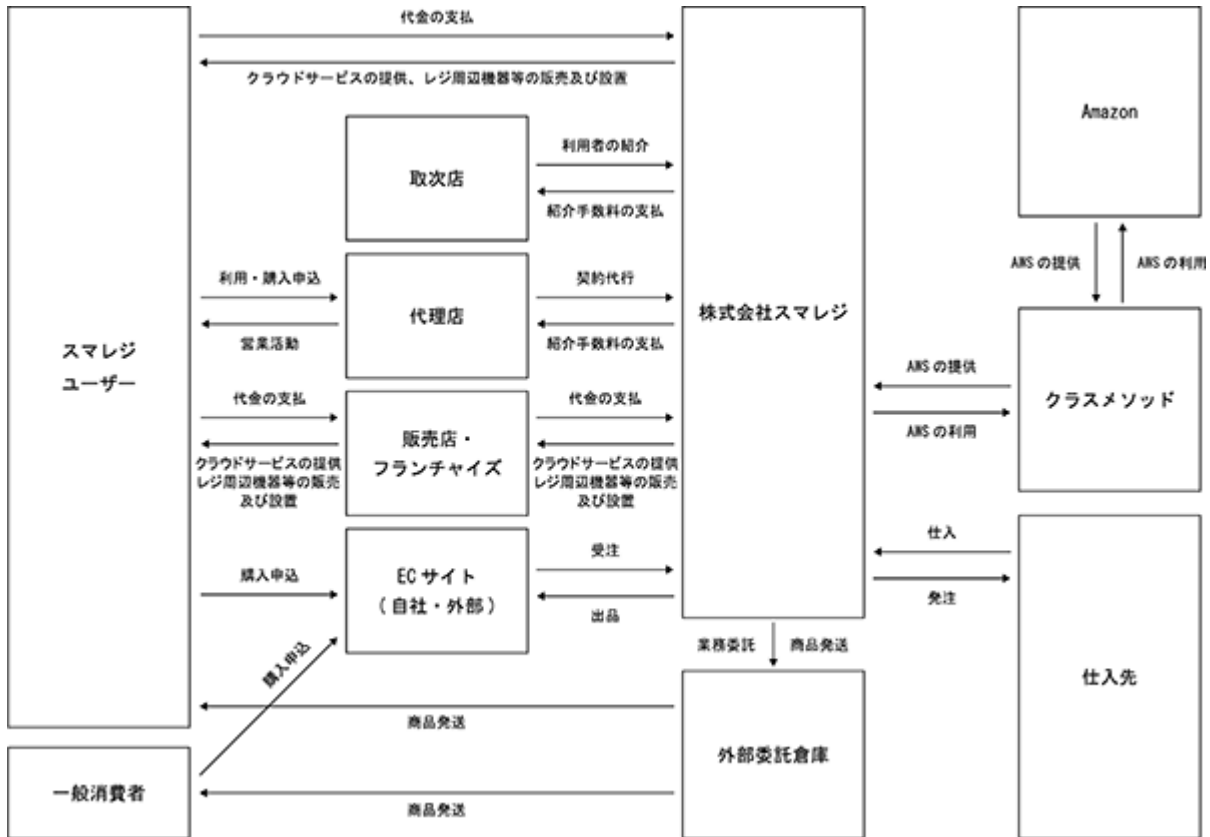 代金の支払
クラウドサービスの提供、レジ周辺機器等の販売及び設置
Amazon
取次店
利用者の紹介
紹介手数料の支払
AWS の提供
AWS の利用
利用・購入申込
営業活動
代理店
契約代行
紹介手数料の支払
株式会社スマレジ
スマレジ
ユーザー
AWS の提供
AWS の利用
クラスメソッド
代金の支払
クラウドサービスの提供
レジ周辺機器等の販売
及び設置
販売店・
フランチャイズ
代金の支払
クラウドサービスの提供
レジ周辺機器等の販売
及び設置
仕入
発注
購入申込
EC サイト
( 自社・外部 )
受注
出品
業務委託
商品発送
購入申込
仕入先
商品発送
外部委託倉庫
一般消費者
商品発送